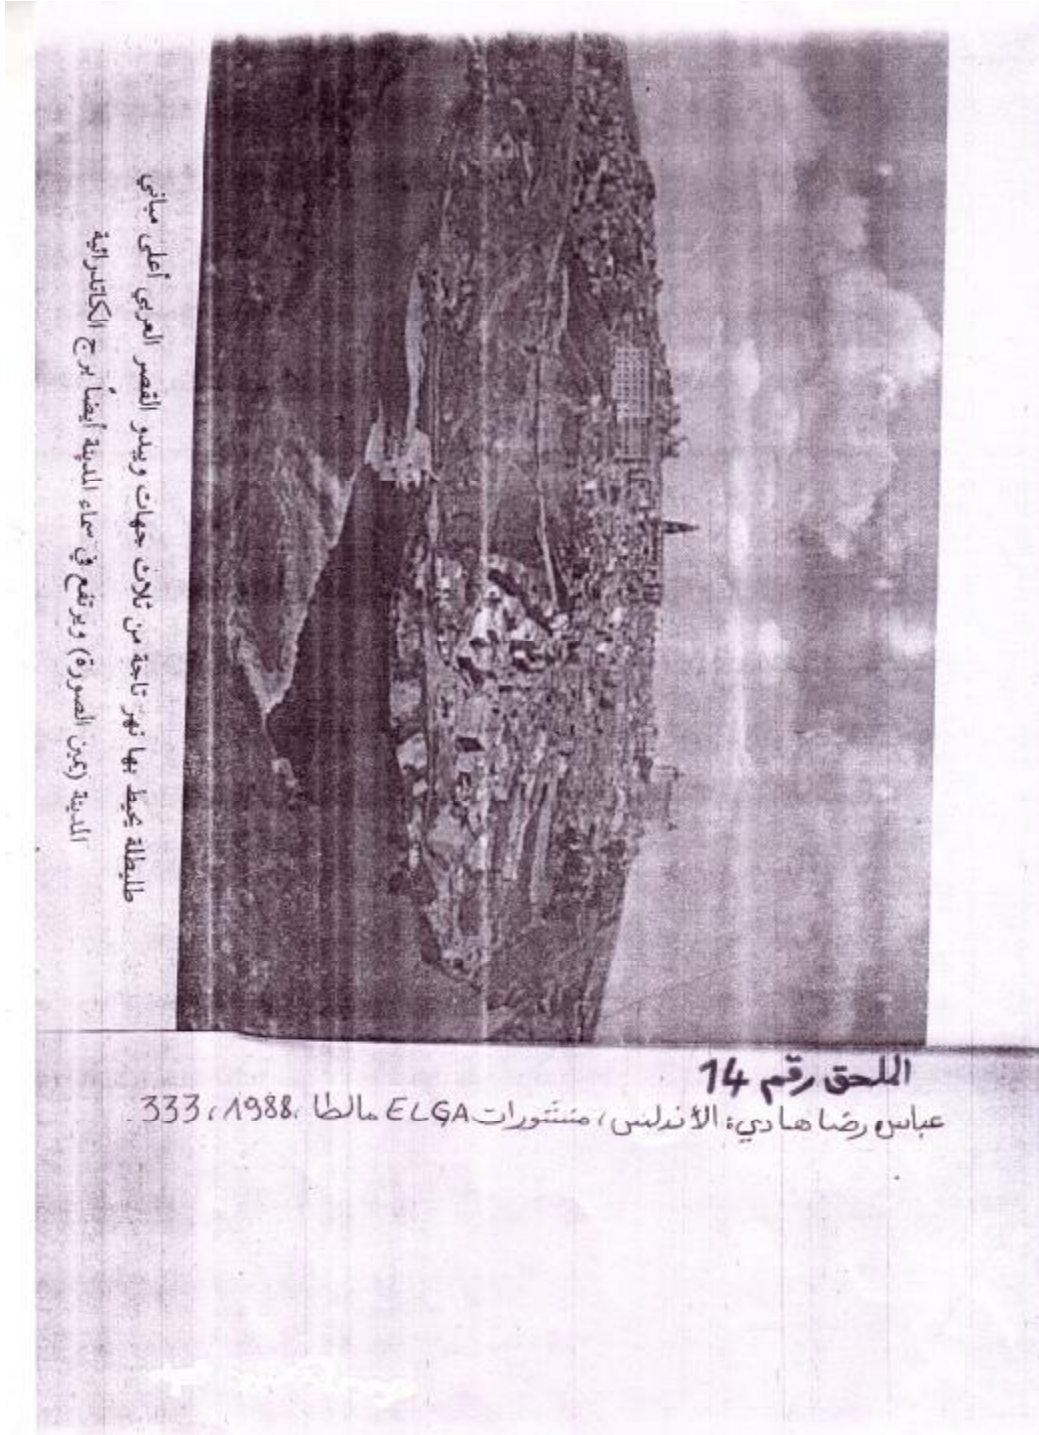 طليطلة يحيط بها نهر تاجة من ثلاث جهات ويبدو القصر العربي أعلى مباني
المدينة (يمين الصورة) ويرتفع في سماء المدينة أيضاً برج الكاتدرائية
الملحق رقم 14
عباس رضا هادي: الأندلس، منشورات ELGA مالطا، 1988، 333.